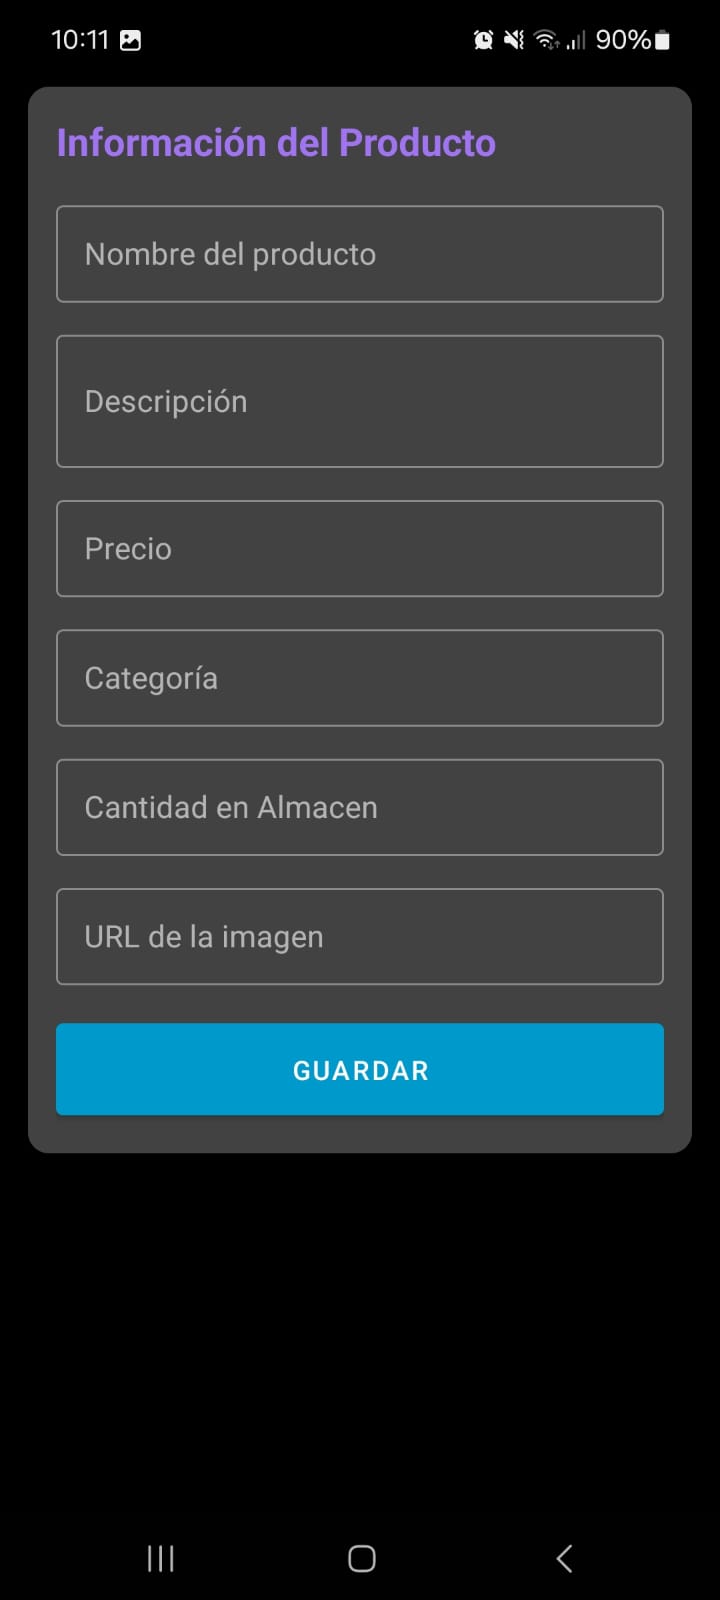 10:11
90%
Información del Producto
Nombre del producto
Descripción
Precio
Categoría
Cantidad en Almacen
URL de la imagen
GUARDAR